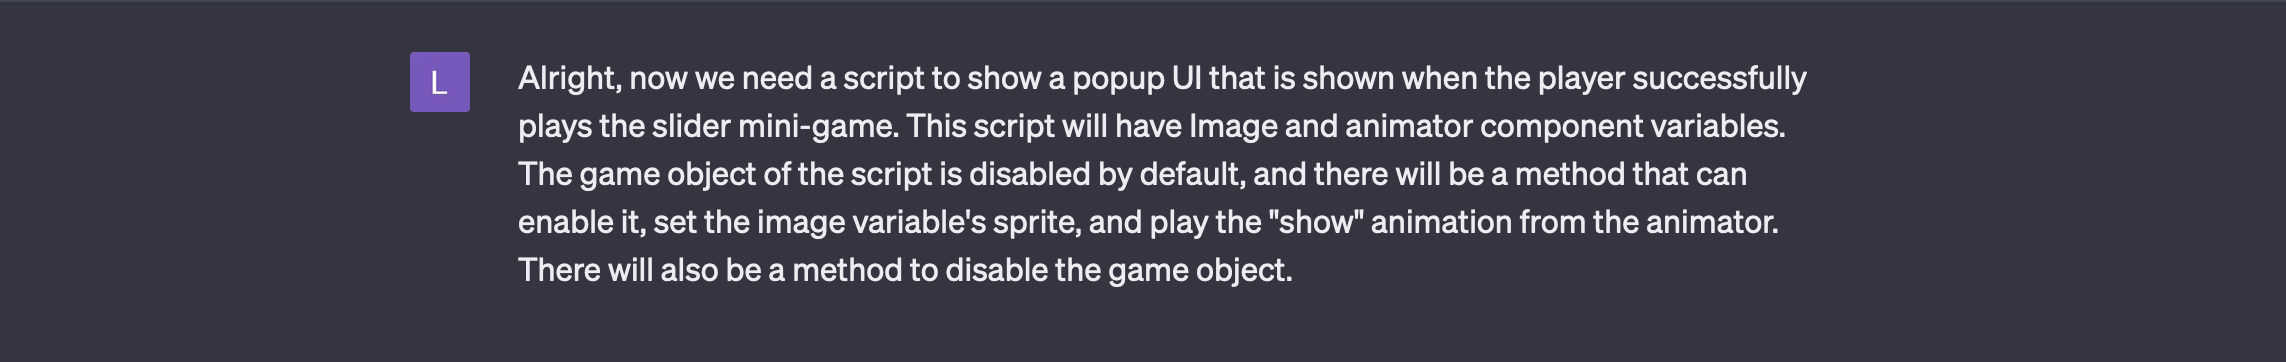 L
Alright, now we need a script to show a popup UI that is shown when the player successfully
plays the slider mini-game. This script will have Image and animator component variables.
The game object of the script is disabled by default, and there will be a method that can
enable it, set the image variable's sprite, and play the "show" animation from the animator.
There will also be a method to disable the game object.